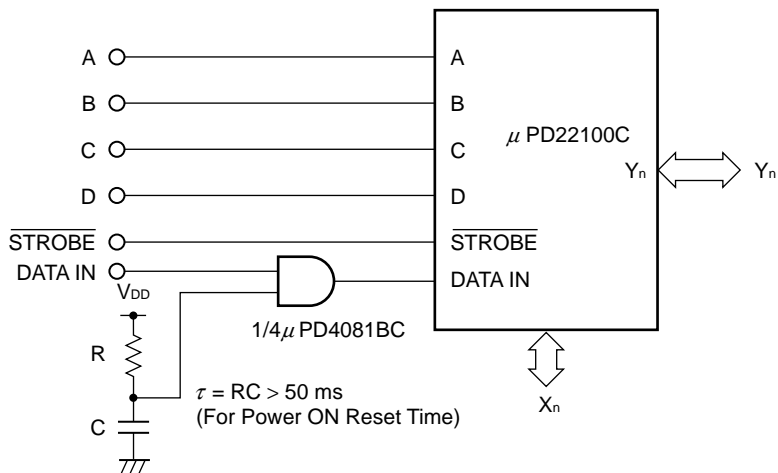 A A
B B
μ PD22100C
C C
Yn Yn
D D
STROBE STROBE
DATA IN DATA IN
VDD
1/4μ PD4081BC
R
τ = RC > 50 ms
(For Power ON Reset Time)
Xn
C